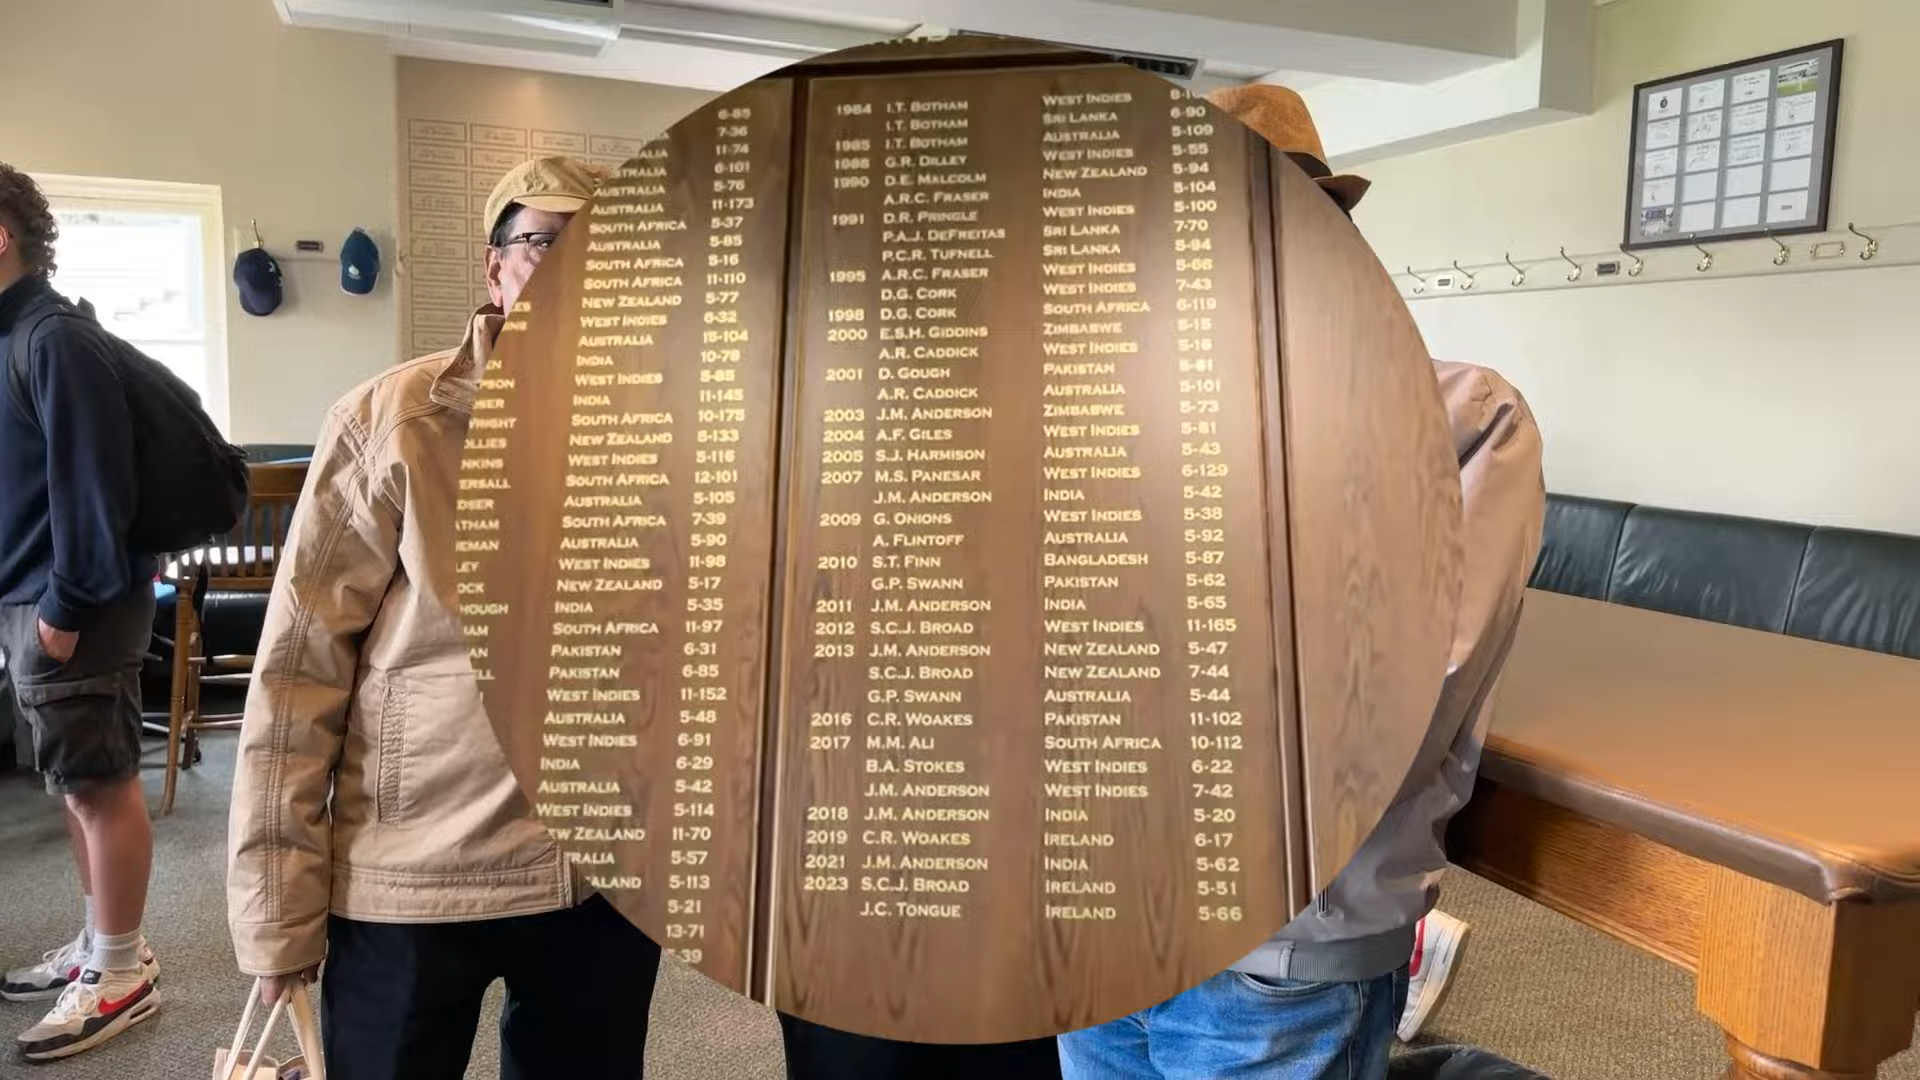 6-85
7-36
11-74
6-101
AUSTRALIA 5-76
AUSTRALIA 11-173
SOUTH AFRICA 5-37
AUSTRALIA 5-85
SOUTH AFRICA 5-16
SOUTH AFRICA 11-110
NEW ZEALAND 5-77
WEST INDIES 6-32
AUSTRALIA 15-104
INDIA 10-78
WEST INDIES 5-85
INDIA 11-145
SOUTH AFRICA 10-175
NEW ZEALAND 5-133
WEST INDIES 5-116
SOUTH AFRICA 12-101
AUSTRALIA 5-105
SOUTH AFRICA 7-39
AUSTRALIA 5-90
WEST INDIES 11-98
NEW ZEALAND 5-17
INDIA 5-35
SOUTH AFRICA 11-97
PAKISTAN 6-31
PAKISTAN 6-85
WEST INDIES 11-152
AUSTRALIA 5-48
WEST INDIES 6-91
INDIA 6-29
AUSTRALIA 5-42
WEST INDIES 5-114
ZEALAND 11-70
5-57
5-113
5-21
13-71
1984 I.T. BOTHAM WEST INDIES
I.T. BOTHAM SRI LANKA 6-90
1985 I.T. BOTHAM AUSTRALIA 5-109
1988 G.R. DILLEY WEST INDIES 5-55
1990 D.E. MALCOLM NEW ZEALAND 5-94
A.R.C. FRASER INDIA 5-104
1991 D.R. PRINGLE WEST INDIES 5-100
P.A.J. DEFREITAS SRI LANKA 7-70
P.C.R. TUFNELL SRI LANKA 5-94
1995 A.R.C. FRASER WEST INDIES 5-66
D.G. CORK WEST INDIES 7-43
1998 D.G. CORK SOUTH AFRICA 6-119
2000 E.S.H. GIDDINS ZIMBABWE 5-15
A.R. CADDICK WEST INDIES 5-16
2001 D. GOUGH PAKISTAN 5-61
A.R. CADDICK AUSTRALIA 5-101
2003 J.M. ANDERSON ZIMBABWE 5-73
2004 A.F. GILES WEST INDIES 5-81
2005 S.J. HARMISON AUSTRALIA 5-43
2007 M.S. PANESAR WEST INDIES 6-129
J.M. ANDERSON INDIA 5-42
2009 G. ONIONS WEST INDIES 5-38
A. FLINTOFF AUSTRALIA 5-92
2010 S.T. FINN BANGLADESH 5-87
G.P. SWANN PAKISTAN 5-62
2011 J.M. ANDERSON INDIA 5-65
2012 S.C.J. BROAD WEST INDIES 11-165
2013 J.M. ANDERSON NEW ZEALAND 5-47
S.C.J. BROAD NEW ZEALAND 7-44
G.P. SWANN AUSTRALIA 5-44
2016 C.R. WOAKES PAKISTAN 11-102
2017 M.M. ALI SOUTH AFRICA 10-112
B.A. STOKES WEST INDIES 6-22
J.M. ANDERSON WEST INDIES 7-42
2018 J.M. ANDERSON INDIA 5-20
2019 C.R. WOAKES IRELAND 6-17
2021 J.M. ANDERSON INDIA 5-62
2023 S.C.J. BROAD IRELAND 5-51
J.C. TONGUE IRELAND 5-66